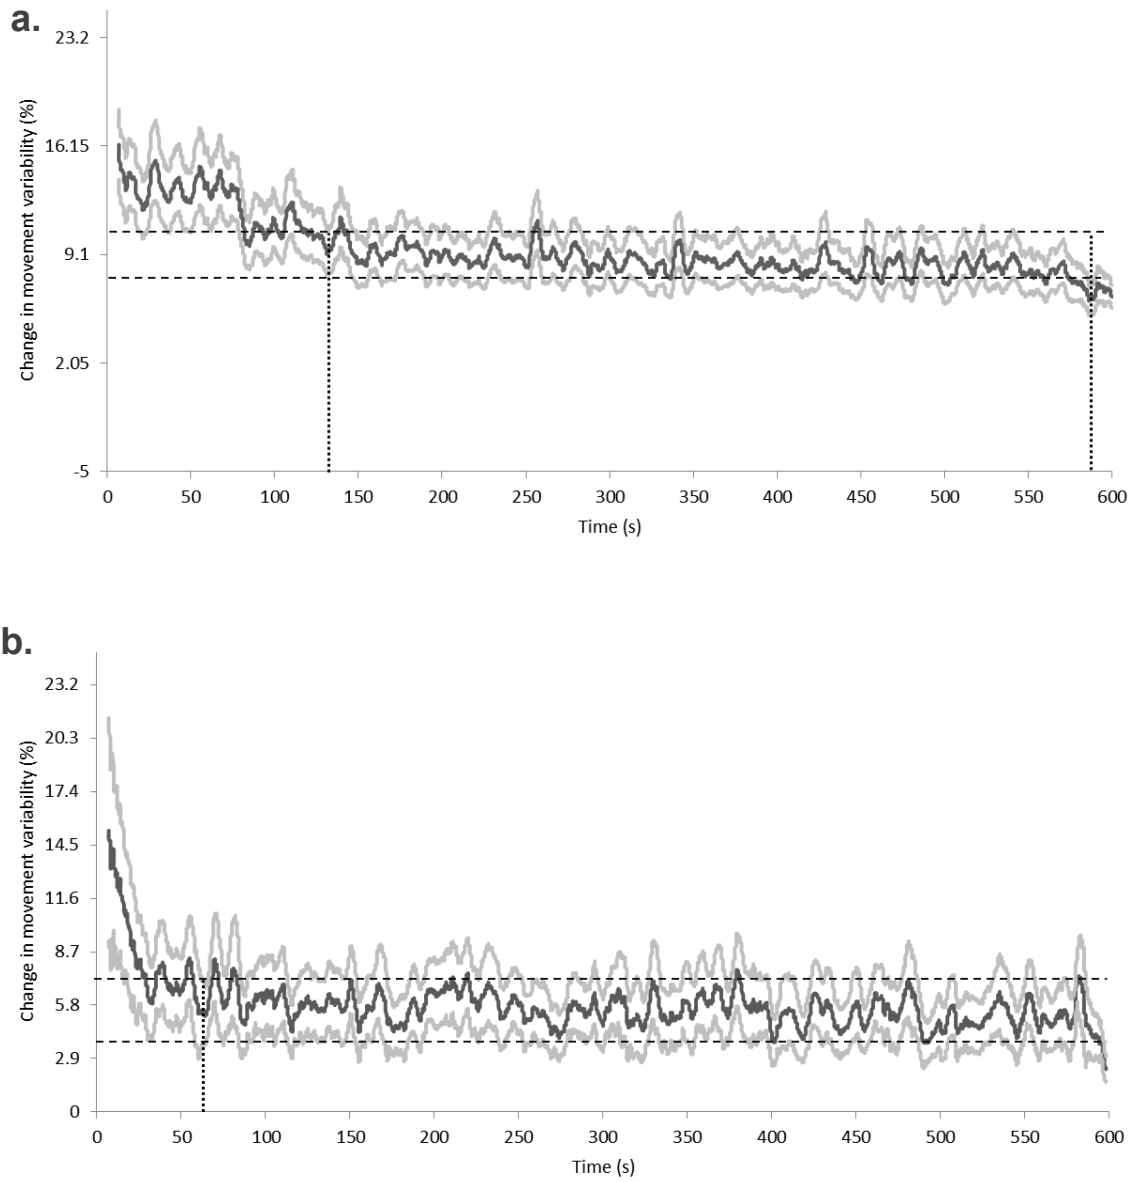 a.
Change in movement variability (%)
23.2
16.15
9.1
2.05
-5
0 50 100 150 200 250 300 350 400 450 500 550 600
Time (s)
b.
Change in movement variability (%)
23.2
20.3
17.4
14.5
11.6
8.7
5.8
2.9
0
0 50 100 150 200 250 300 350 400 450 500 550 600
Time (s)